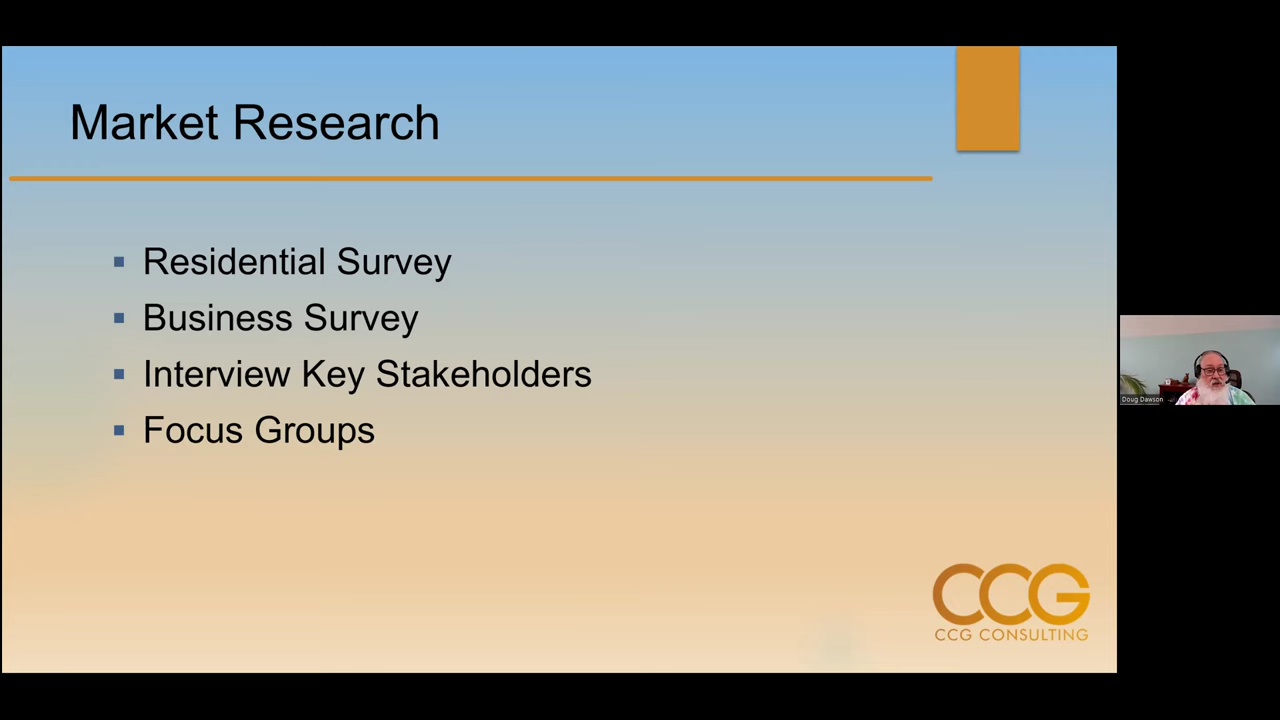 Market Research
Residential Survey
Business Survey
Interview Key Stakeholders
Focus Groups
CCG
CCG CONSULTING
Doug Dawson